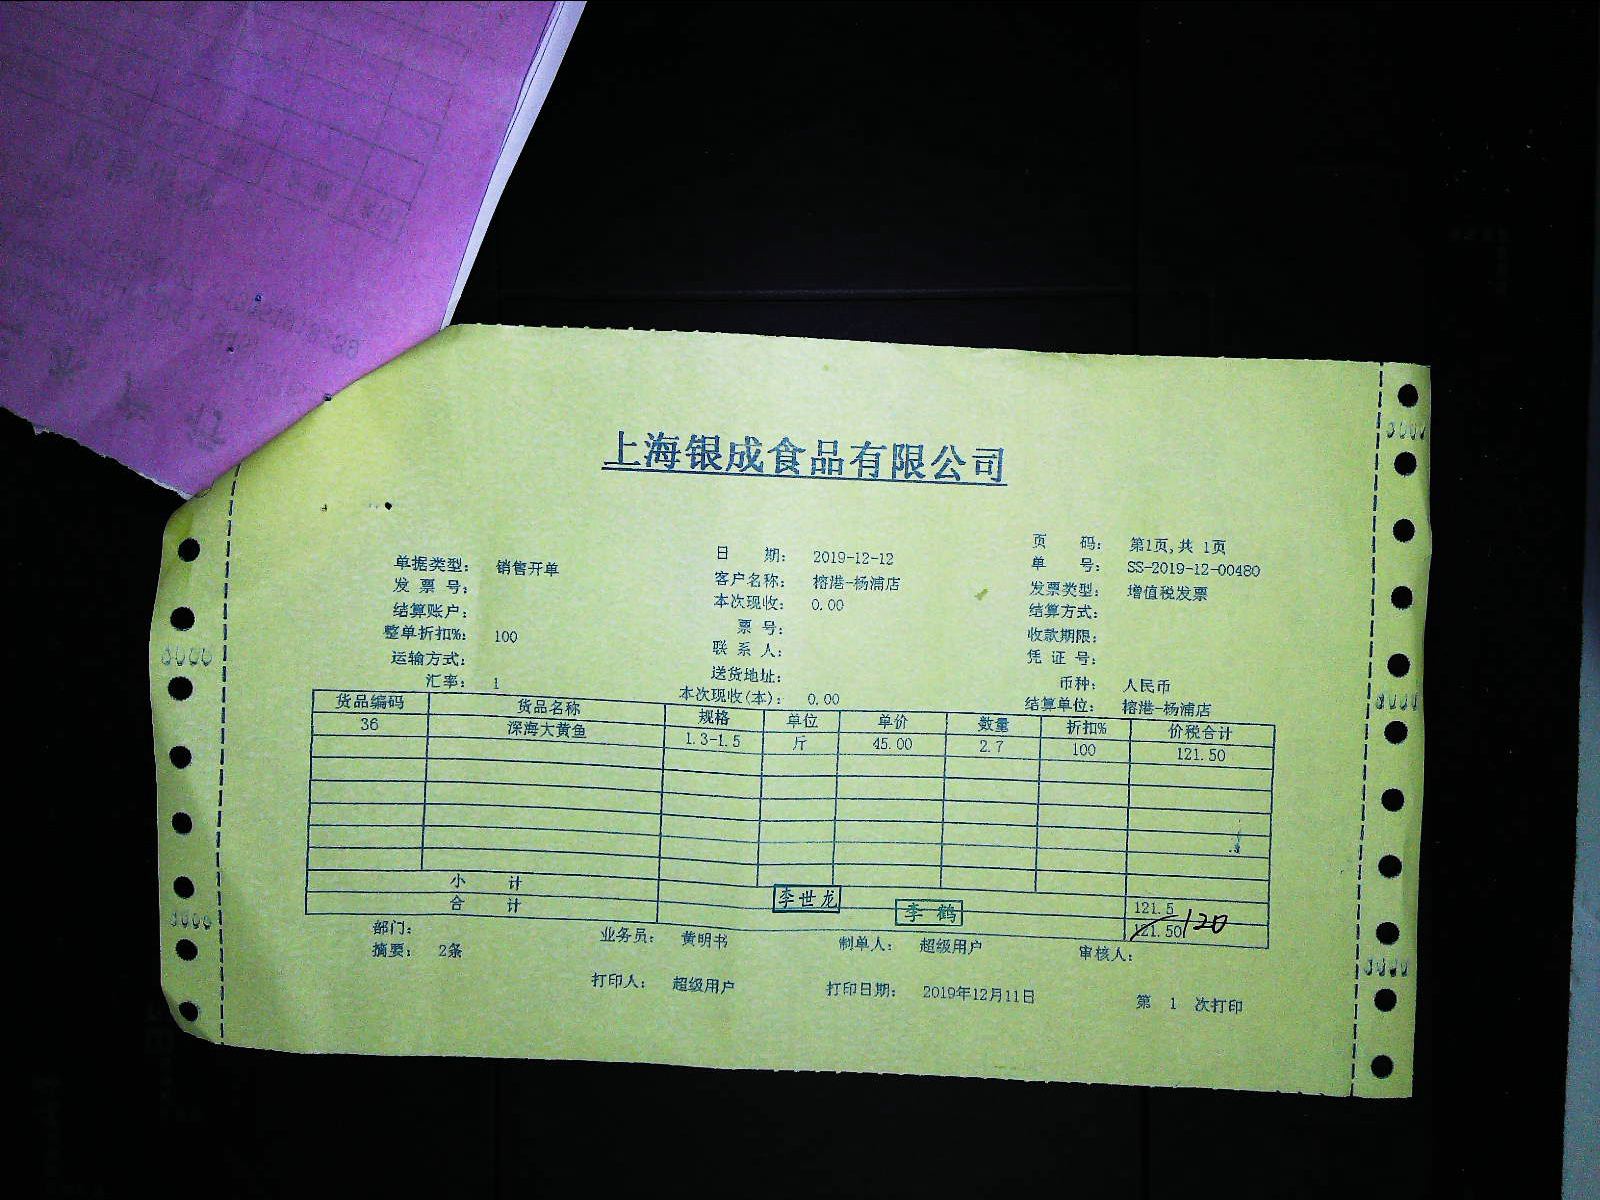 上海银成食品有限公司
单据类型： 销售开单 日 期： 2019-12-12 页 码： 第1页,共 1页
发 票 号： 客户名称： 榕港-杨浦店 单 号： SS-2019-12-00480
结算账户： 本次现收： 0.00 发票类型： 增值税发票
整单折扣%： 100 票 号： 结算方式：
运输方式： 联 系 人： 收款期限：
汇率： 1 送货地址： 凭 证 号：
本次现收(本)： 0.00 币种： 人民币
结算单位： 榕港-杨浦店
货品编码 货品名称 规格 单位 单价 数量 折扣% 价税合计
36 深海大黄鱼 1.3-1.5 斤 45.00 2.7 100 121.50
小 计 121.5
合 计 121.50 120
李世龙 李鹤
部门： 业务员： 黄明书 制单人： 超级用户 审核人：
摘要： 2条
打印人： 超级用户 打印日期： 2019年12月11日 第 1 次打印